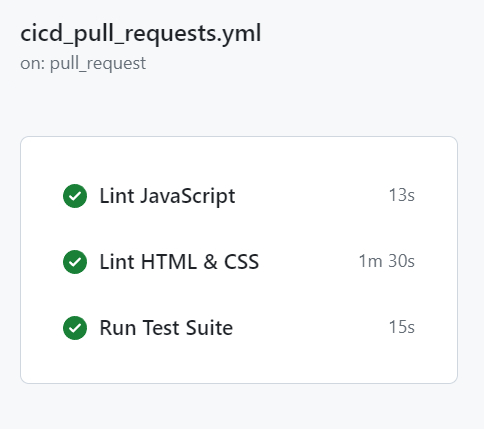 cicd_pull_requests.yml
on: pull_request
Lint JavaScript 13s
Lint HTML & CSS 1m 30s
Run Test Suite 15s